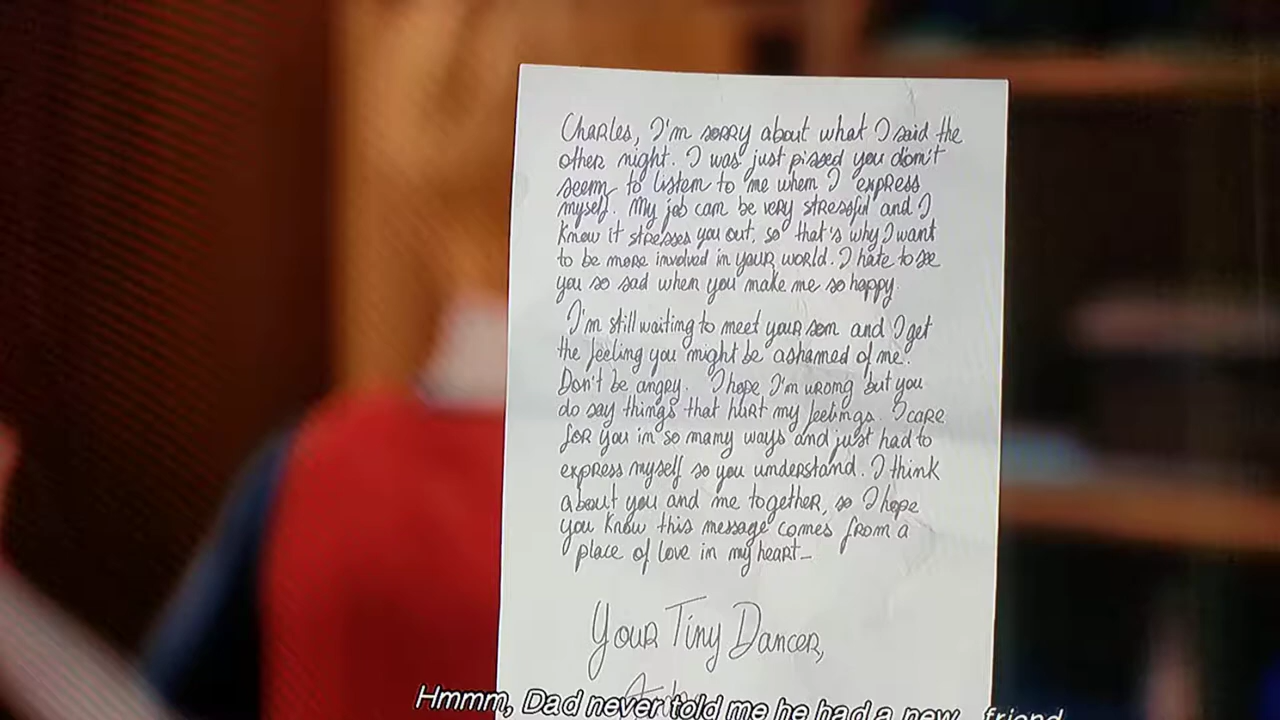 Charles, I'm sorry about what I said the
other night. I was just pissed you don't
seem to listen to me when I express
myself. My job can be very stressful and I
know it stresses you out, so that's why I want
to be more involved in your world. I hate to see
you so sad when you make me so happy.
I'm still waiting to meet your son and I get
the feeling you might be ashamed of me.
Don't be angry. I hope I'm wrong but you
do say things that hurt my feelings. I care
for you in so many ways and just had to
express myself so you understand. I think
about you and me together, so I hope
you know this message comes from a
place of love in my heart_
Your Tiny Dancer,
Hmmm, Dad never told me he had a new... friend